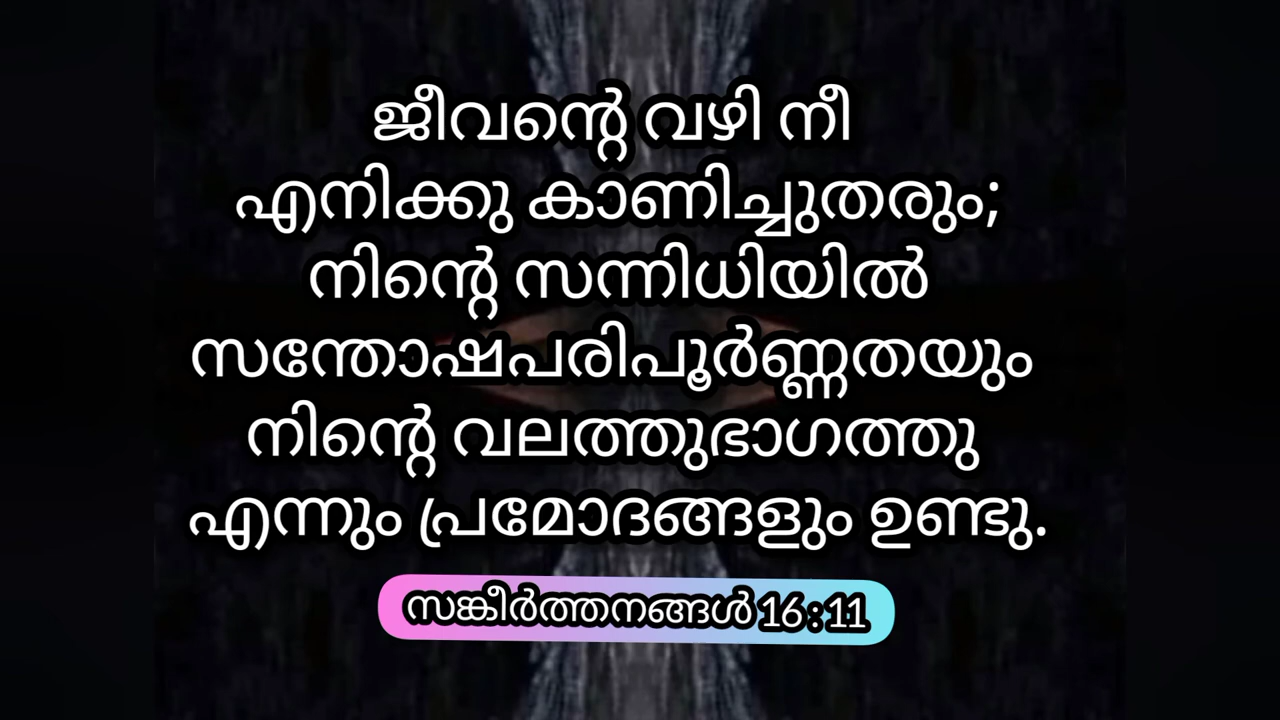 ജീവന്റെ വഴി നീ
എനിക്കു കാണിച്ചുതരും;
നിന്റെ സന്നിധിയിൽ
സന്തോഷപരിപൂർണ്ണതയും
നിന്റെ വലത്തുഭാഗത്തു
എന്നും പ്രമോദങ്ങളും ഉണ്ടു.
സങ്കീർത്തനങ്ങൾ 16:11